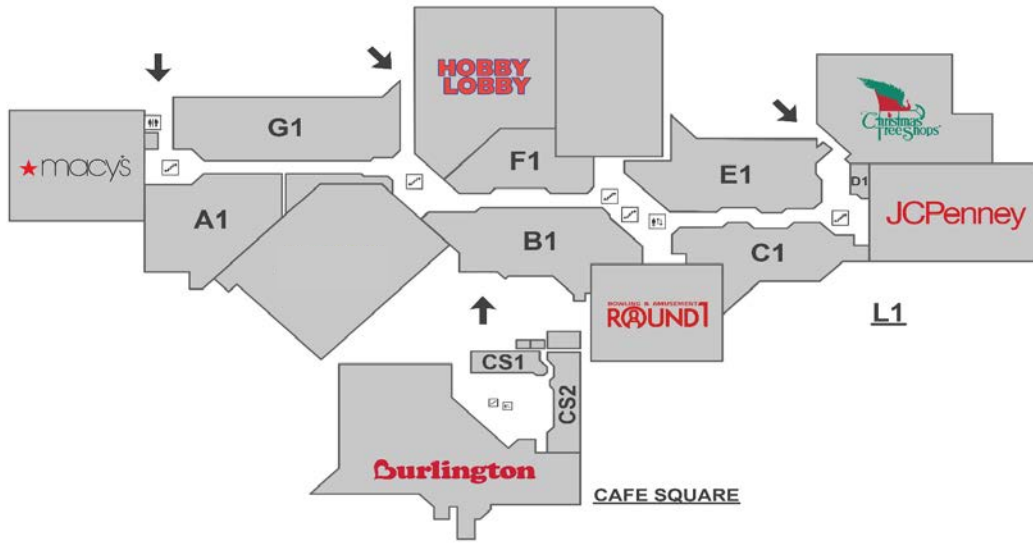 HOBBY
LOBBY
G1
macy's
Christmas
Tree Shops
F1
E1
D1
A1
JCPenney
B1
C1
BOWLING & AMUSEMENT
ROUND1
L1
CS1
CS2
Burlington
CAFE SQUARE